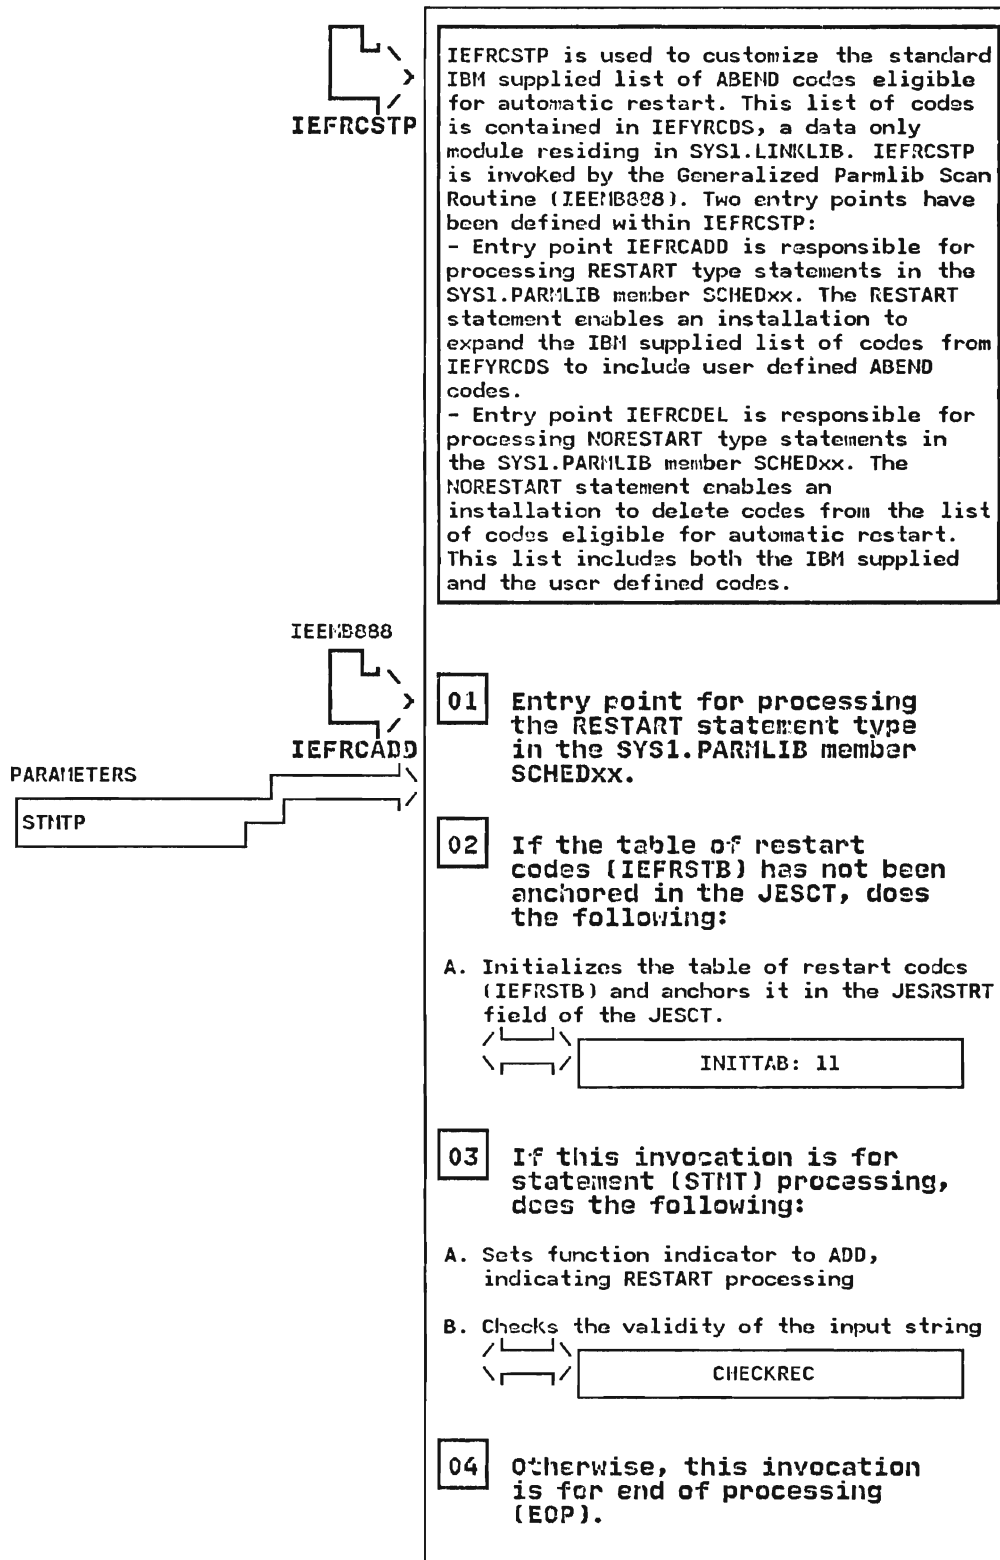 IEFRCSTP
IEFRCSTP is used to customize the standard
IBM supplied list of ABEND codes eligible
for automatic restart. This list of codes
is contained in IEFYRCDS, a data only
module residing in SYS1.LINKLIB. IEFRCSTP
is invoked by the Generalized Parmlib Scan
Routine (IEEMB888). Two entry points have
been defined within IEFRCSTP:
- Entry point IEFRCADD is responsible for
processing RESTART type statements in the
SYS1.PARMLIB member SCHEDxx. The RESTART
statement enables an installation to
expand the IBM supplied list of codes from
IEFYRCDS to include user defined ABEND
codes.
- Entry point IEFRCDEL is responsible for
processing NORESTART type statements in
the SYS1.PARMLIB member SCHEDxx. The
NORESTART statement enables an
installation to delete codes from the list
of codes eligible for automatic restart.
This list includes both the IBM supplied
and the user defined codes.
IEEMB888
IEFRCADD
PARAMETERS
STMTP
01 Entry point for processing
the RESTART statement type
in the SYS1.PARMLIB member
SCHEDxx.
02 If the table of restart
codes (IEFRSTB) has not been
anchored in the JESCT, does
the following:
A. Initializes the table of restart codes
(IEFRSTB) and anchors it in the JESRSTRT
field of the JESCT.
INITTAB: 11
03 If this invocation is for
statement (STMT) processing,
does the following:
A. Sets function indicator to ADD,
indicating RESTART processing
B. Checks the validity of the input string
CHECKREC
04 Otherwise, this invocation
is for end of processing
(EOP).